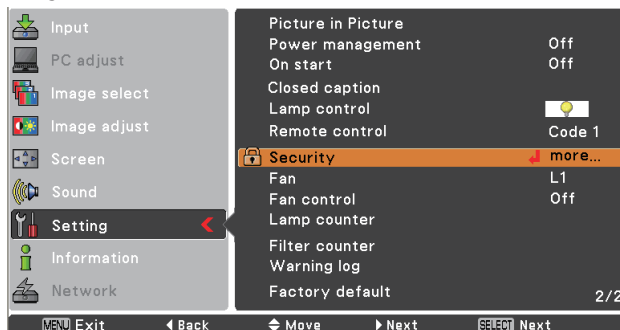 Input
PC adjust
Image select
Image adjust
Screen
Sound
Setting
Information
Network
Picture in Picture
Power management Off
On start Off
Closed caption
Lamp control
Remote control Code 1
Security more...
Fan L1
Fan control Off
Lamp counter
Filter counter
Warning log
Factory default
2/2
MENU Exit Back Move Next SELECT Next